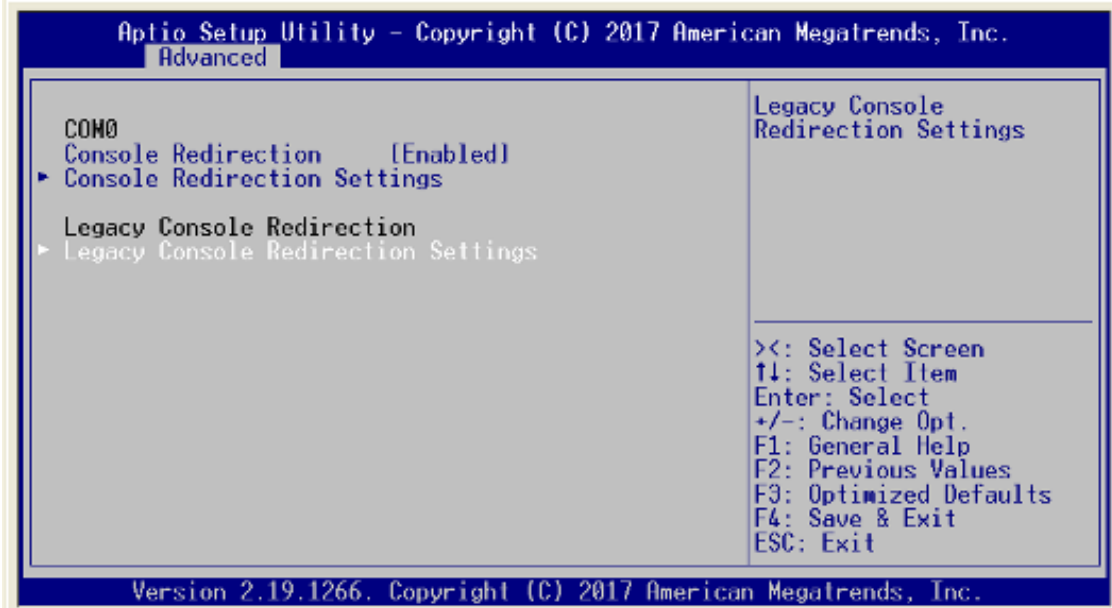 Aptio Setup Utility - Copyright (C) 2017 American Megatrends, Inc.
Advanced
COM0
Console Redirection [Enabled]
► Console Redirection Settings
Legacy Console Redirection
► Legacy Console Redirection Settings
Legacy Console
Redirection Settings
><: Select Screen
↑↓: Select Item
Enter: Select
+/-: Change Opt.
F1: General Help
F2: Previous Values
F3: Optimized Defaults
F4: Save & Exit
ESC: Exit
Version 2.19.1266. Copyright (C) 2017 American Megatrends, Inc.